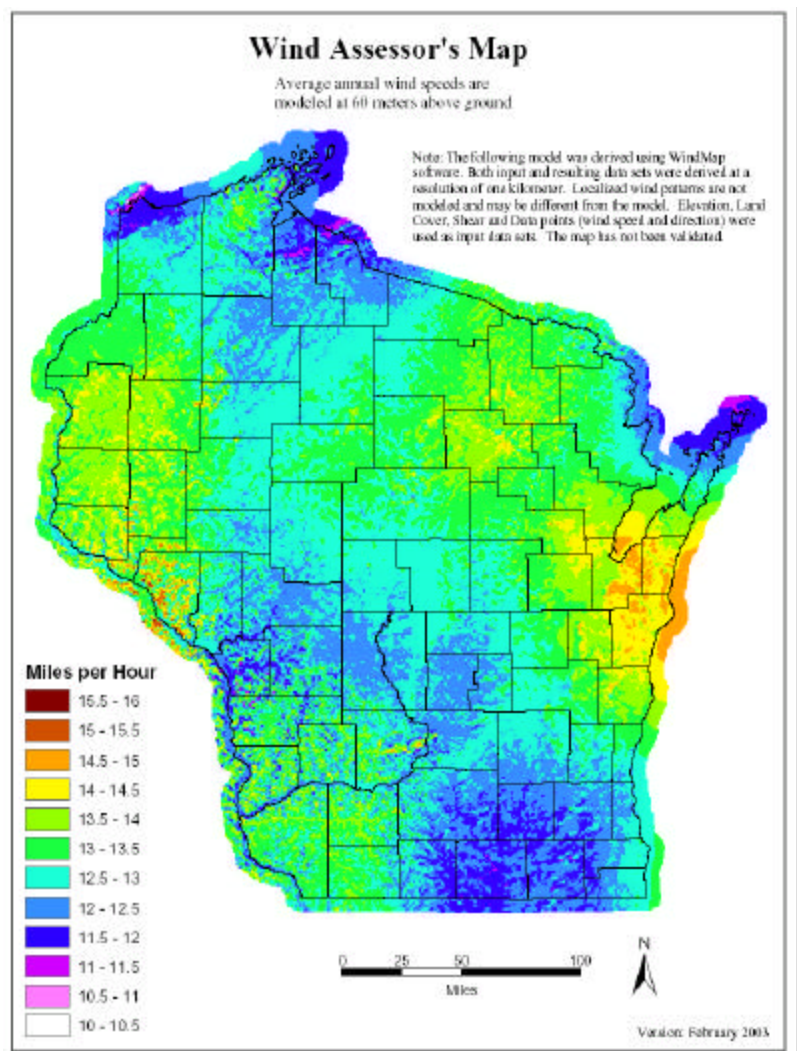 Wind Assessor's Map
Average annual wind speeds are
modeled at 60 meters above ground
Note: The following model was derived using WindMap
software. Both input and resulting data sets were derived at a
resolution of one kilometer. Localized wind patterns are not
modeled and may be different from the model. Elevation, Land
Cover, Shear and Data points (wind speed and direction) were
used as input data sets. The map has not been validated.
Miles per Hour
15.5 - 16
15 - 15.5
14.5 - 15
14 - 14.5
13.5 - 14
13 - 13.5
12.5 - 13
12 - 12.5
11.5 - 12
11 - 11.5
10.5 - 11
10 - 10.5
0 25 50 100
Miles
N
Version: February 2003